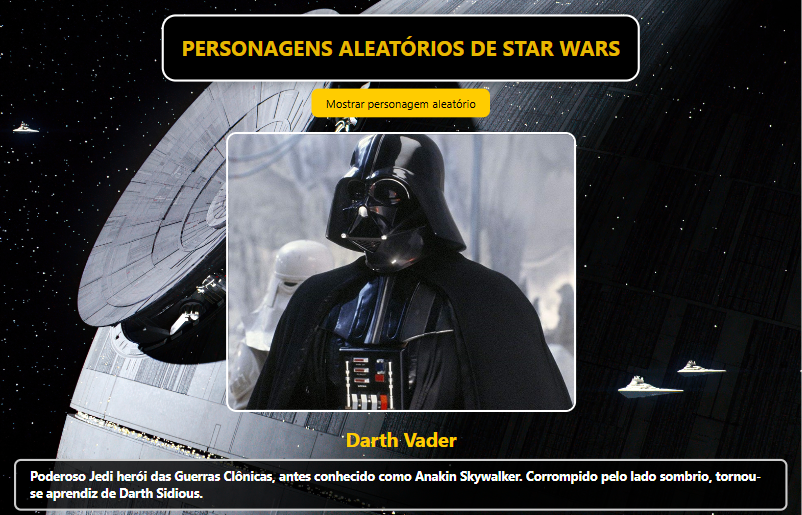 PERSONAGENS ALEATÓRIOS DE STAR WARS
Mostrar personagem aleatório
Darth Vader
Poderoso Jedi herói das Guerras Clônicas, antes conhecido como Anakin Skywalker. Corrompido pelo lado sombrio, tornou-
se aprendiz de Darth Sidious.